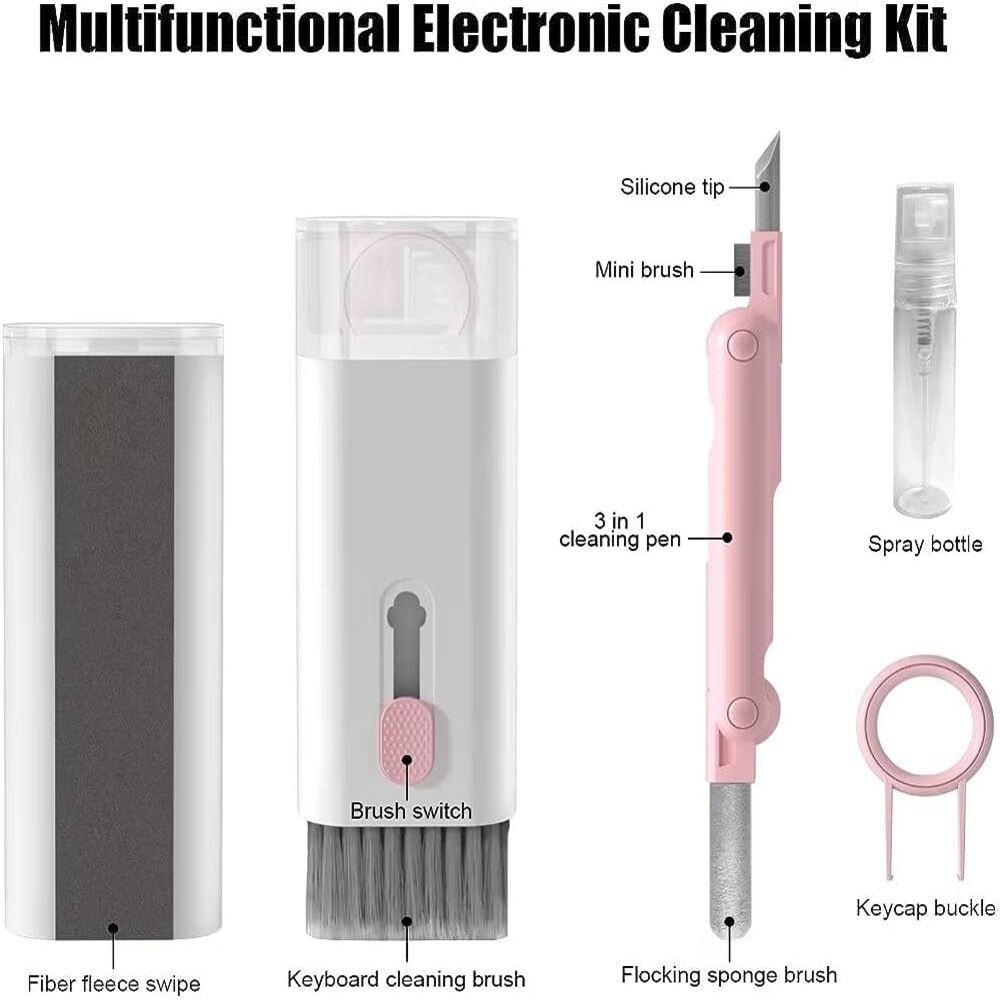 Multifunctional Electronic Cleaning Kit
Silicone tip
Mini brush
3 in 1
cleaning pen
Spray bottle
Brush switch
Keycap buckle
Fiber fleece swipe
Keyboard cleaning brush
Flocking sponge brush